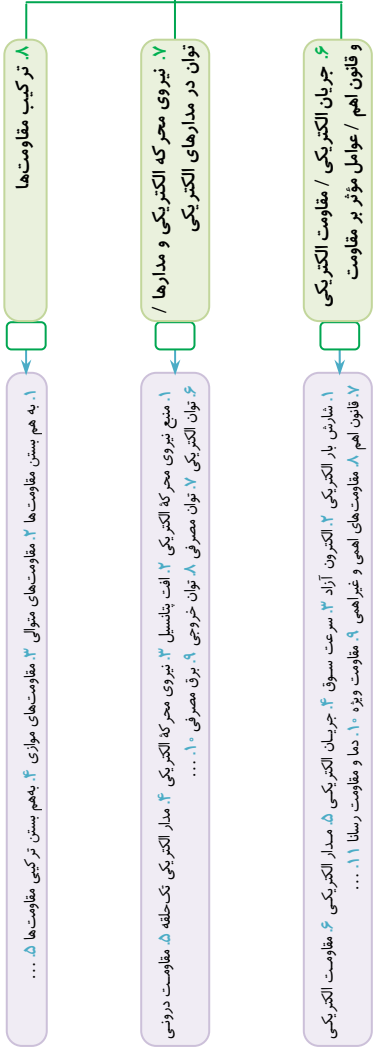 ۶. جریان الکتریکی / مقاومت الکتریکی
و قانون اهم / عوامل مؤثر بر مقاومت
۱. شارش بار الکتریکی ۲. الکترون آزاد ۳. سرعت سوق ۴. جریان الکتریکی ۵. مدار الکتریکی ۶. مقاومت الکتریکی
۷. قانون اهم ۸. مقاومت‌های اهمی و غیراهمی ۹. مقاومت ویژه ۱۰. دما و مقاومت رسانا ۱۱. ...
۷. نیروی محرکه الکتریکی و مدارها /
توان در مدارهای الکتریکی
۱. منبع نیروی محرکهٔ الکتریکی ۲. افت پتانسیل ۳. نیروی محرکهٔ الکتریکی ۴. مدار الکتریکی تک‌حلقه ۵. مقاومت درونی
۶. توان الکتریکی ۷. توان مصرفی ۸. توان خروجی ۹. برق مصرفی ۱۰. ...
۸. ترکیب مقاومت‌ها
۱. به هم بستن مقاومت‌ها ۲. مقاومت‌های متوالی ۳. مقاومت‌های موازی ۴. به‌هم بستن ترکیبی مقاومت‌ها ۵. ...